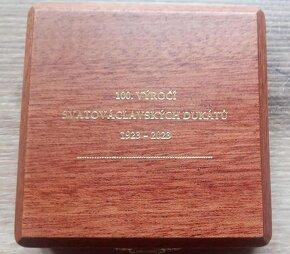 100. VÝROČÍ
SVATOVÁCLAVSKÝCH DUKÁTŮ
1923 – 2023